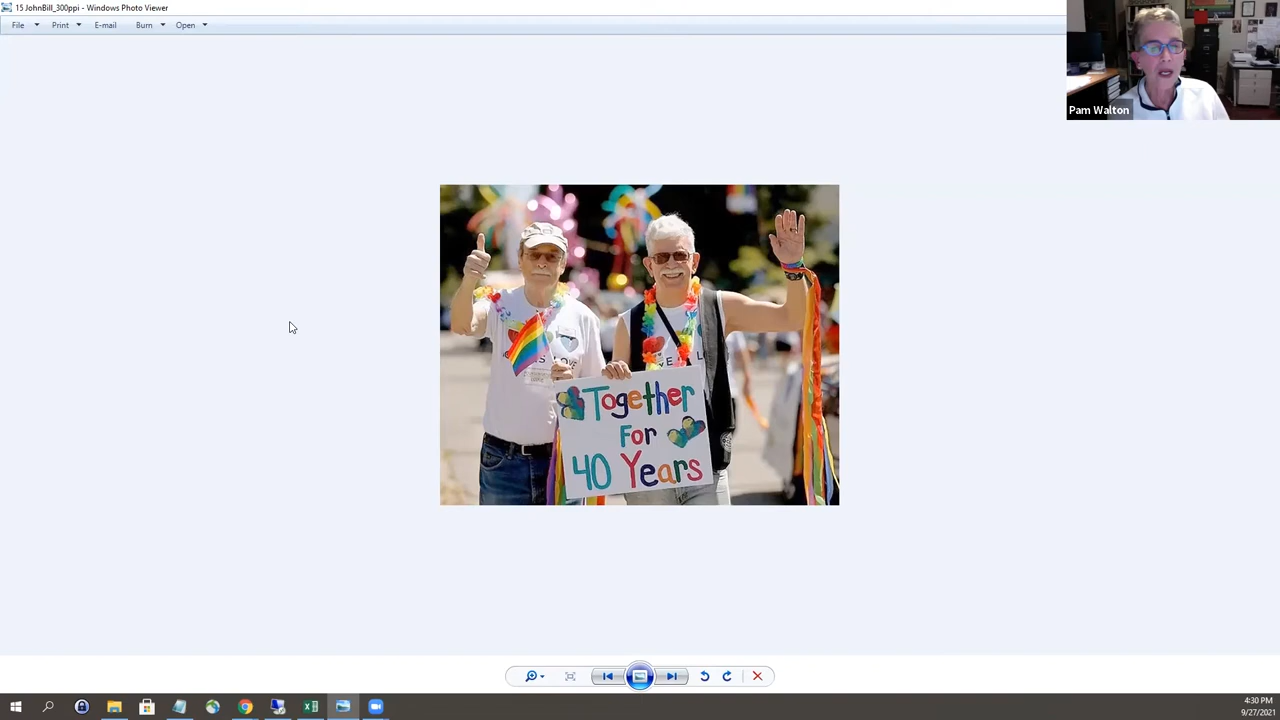 15 JohnBill_300ppi - Windows Photo Viewer
File Print E-mail Burn Open
Pam Walton
Together
For
40 Years
4:30 PM
9/27/2021